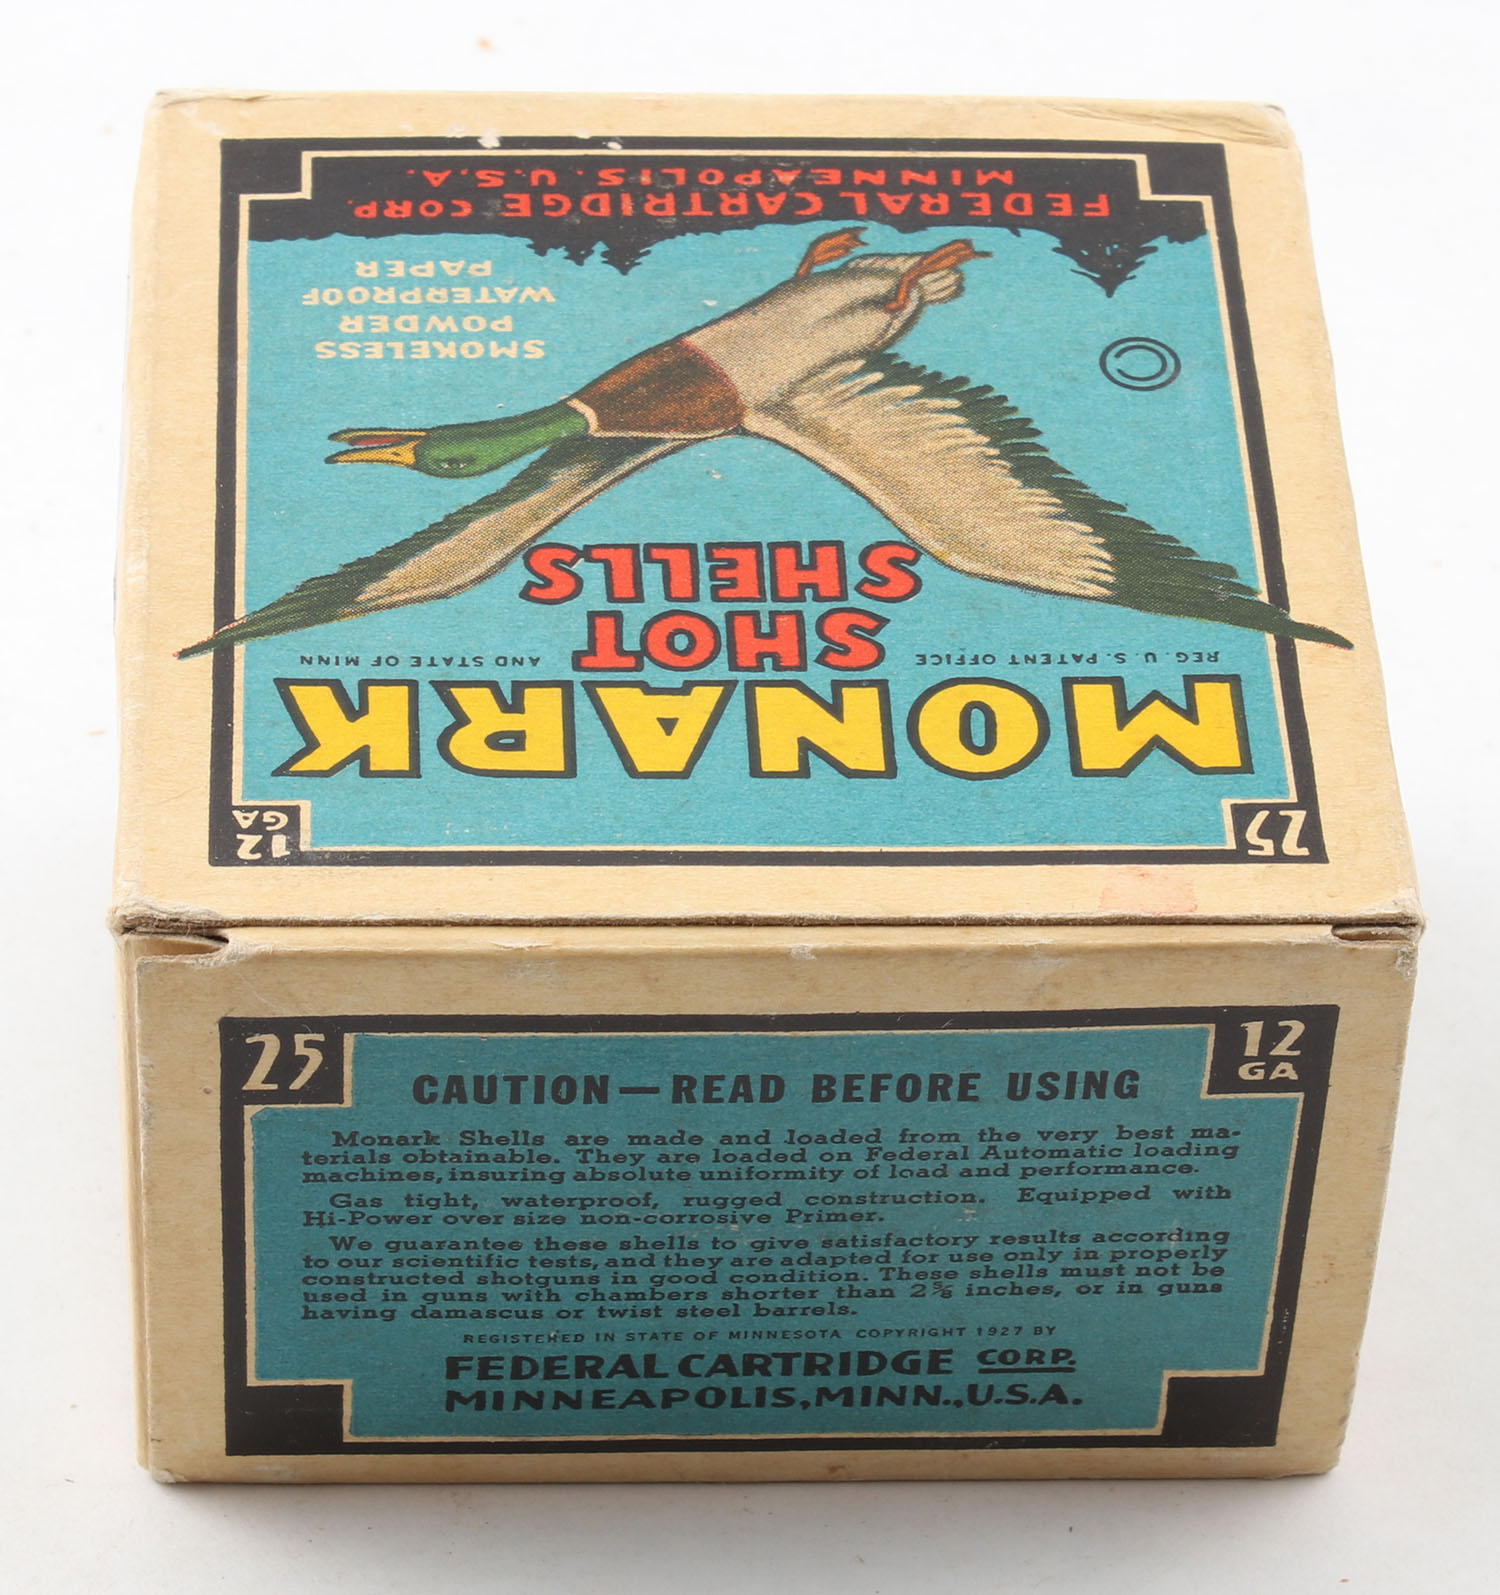 25
12
GA
MONARK
REG. U.S. PATENT OFFICE
AND STATE OF MINN
SHOT
SHELLS
SMOKELESS
POWDER
WATERPROOF
PAPER
FEDERAL CARTRIDGE CORP.
MINNEAPOLIS. U.S.A.
25
12
GA
CAUTION—READ BEFORE USING
Monark Shells are made and loaded from the very best ma-
terials obtainable. They are loaded on Federal Automatic loading
machines, insuring absolute uniformity of load and performance.
Gas tight, waterproof, rugged construction. Equipped with
Hi-Power over size non-corrosive Primer.
We guarantee these shells to give satisfactory results according
to our scientific tests, and they are adapted for use only in properly
constructed shotguns in good condition. These shells must not be
used in guns with chambers shorter than 2⅝ inches, or in guns
having damascus or twist steel barrels.
REGISTERED IN STATE OF MINNESOTA COPYRIGHT 1927 BY
FEDERAL CARTRIDGE CORP.
MINNEAPOLIS, MINN., U.S.A.